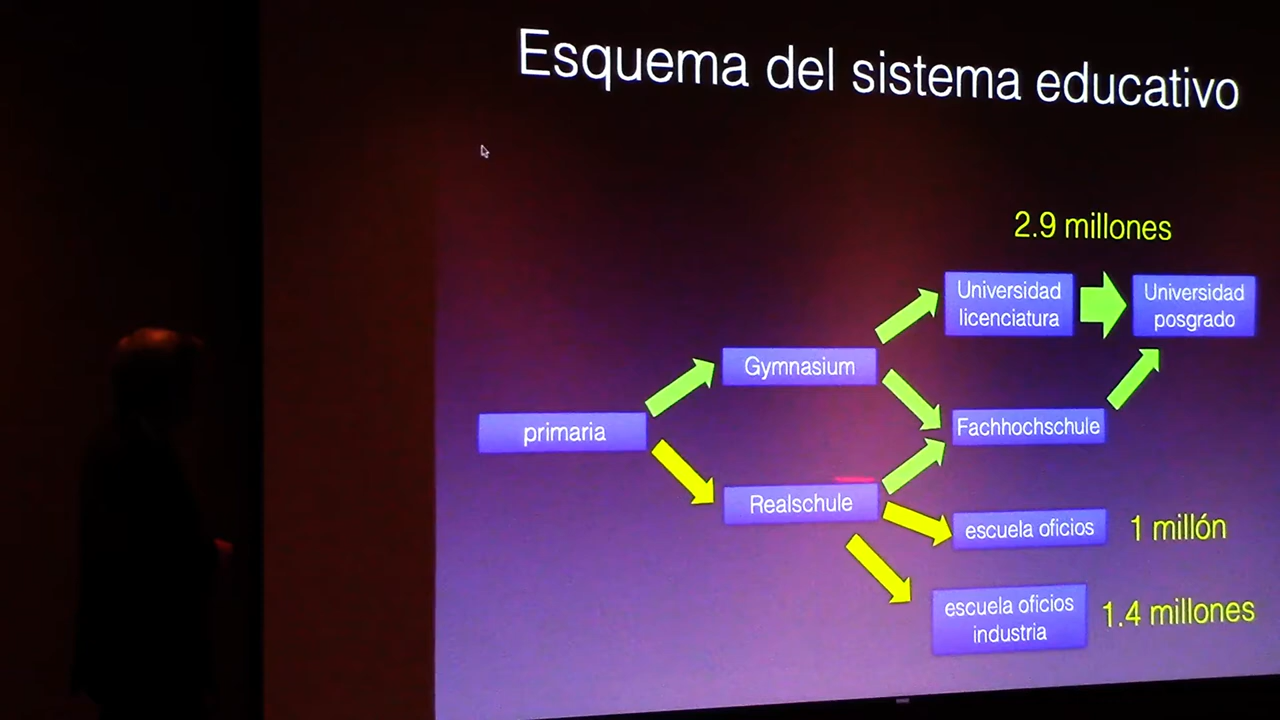 Esquema del sistema educativo
2.9 millones
Universidad
licenciatura
Universidad
posgrado
Gymnasium
primaria
Fachhochschule
Realschule
escuela oficios
1 millón
escuela oficios
industria
1.4 millones